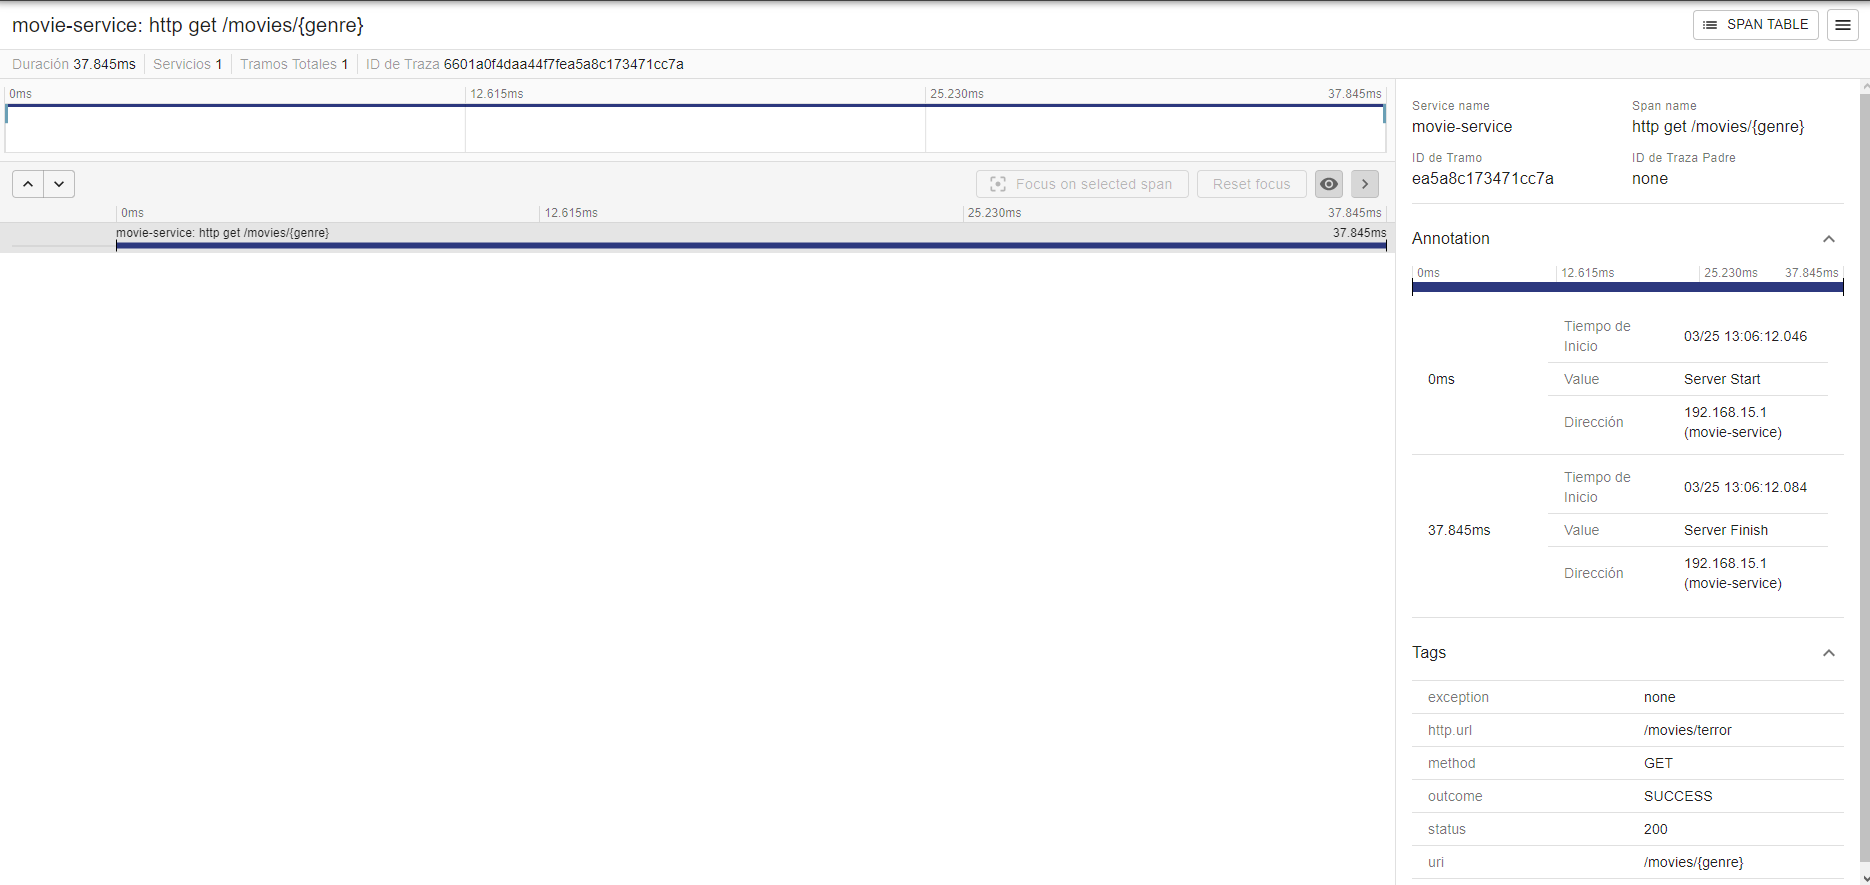 movie-service: http get /movies/{genre}
SPAN TABLE
Duración 37.845ms Servicios 1 Tramos Totales 1 ID de Traza 6601a0f4daa44f7fea5a8c173471cc7a
0ms 12.615ms 25.230ms 37.845ms
Focus on selected span Reset focus
0ms 12.615ms 25.230ms 37.845ms
movie-service: http get /movies/{genre} 37.845ms
Service name Span name
movie-service http get /movies/{genre}
ID de Tramo ID de Traza Padre
ea5a8c173471cc7a none
Annotation
0ms 12.615ms 25.230ms 37.845ms
0ms
Tiempo de
Inicio
03/25 13:06:12.046
Value Server Start
Dirección
192.168.15.1
(movie-service)
37.845ms
Tiempo de
Inicio
03/25 13:06:12.084
Value Server Finish
Dirección
192.168.15.1
(movie-service)
Tags
exception none
http.url /movies/terror
method GET
outcome SUCCESS
status 200
uri /movies/{genre}